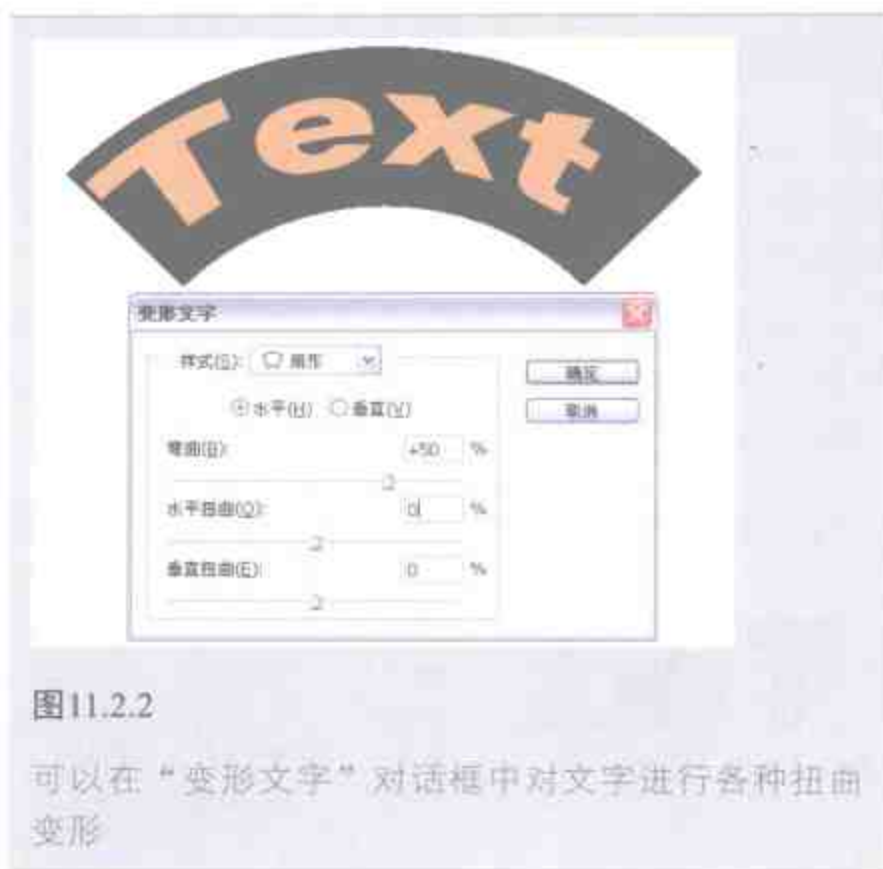 Text
变形文字
样式(S): 扇形
水平(H) 垂直(V)
确定
取消
弯曲(B): +50 %
水平扭曲(O): 0 %
垂直扭曲(E): 0 %
图11.2.2
可以在“变形文字”对话框中对文字进行各种扭曲
变形